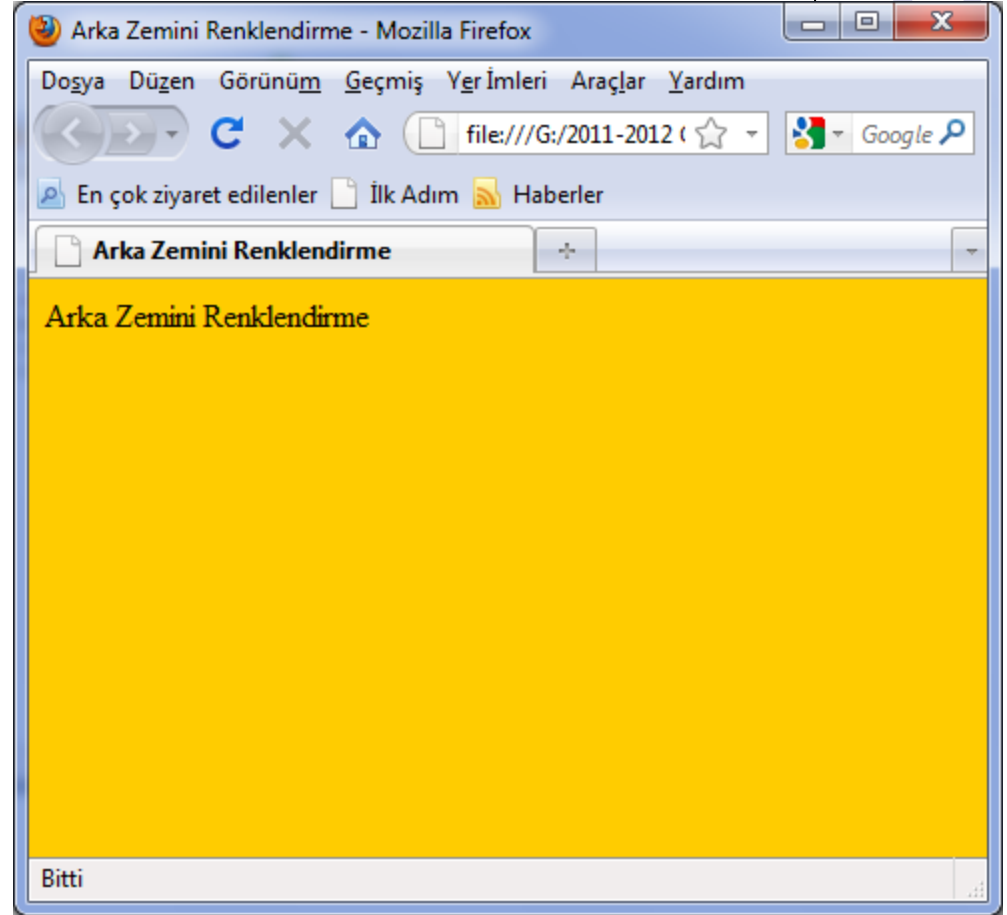 Arka Zemini Renklendirme - Mozilla Firefox
Dosya Düzen Görünüm Geçmiş Yer İmleri Araçlar Yardım
file:///G:/2011-2012 Google
En çok ziyaret edilenler İlk Adım Haberler
Arka Zemini Renklendirme
Arka Zemini Renklendirme
Bitti